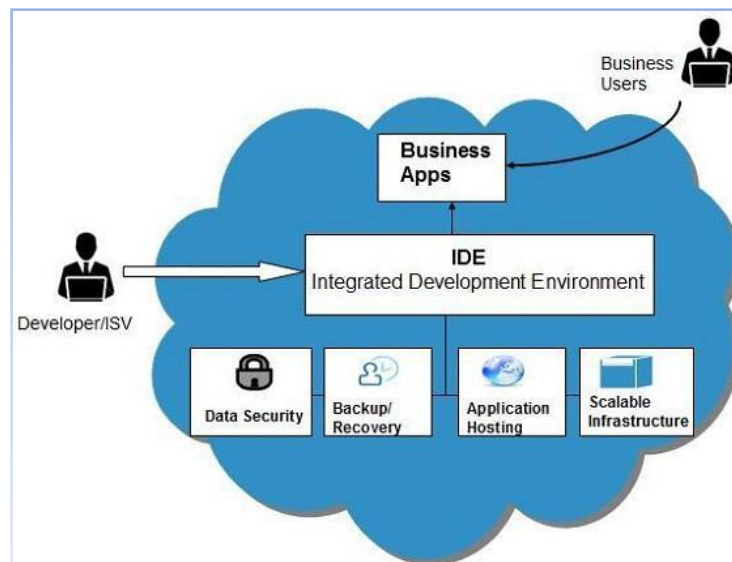 Business
Users
Business
Apps
IDE
Integrated Development Environment
Developer/ISV
Data Security
Backup/
Recovery
Application
Hosting
Scalable
Infrastructure